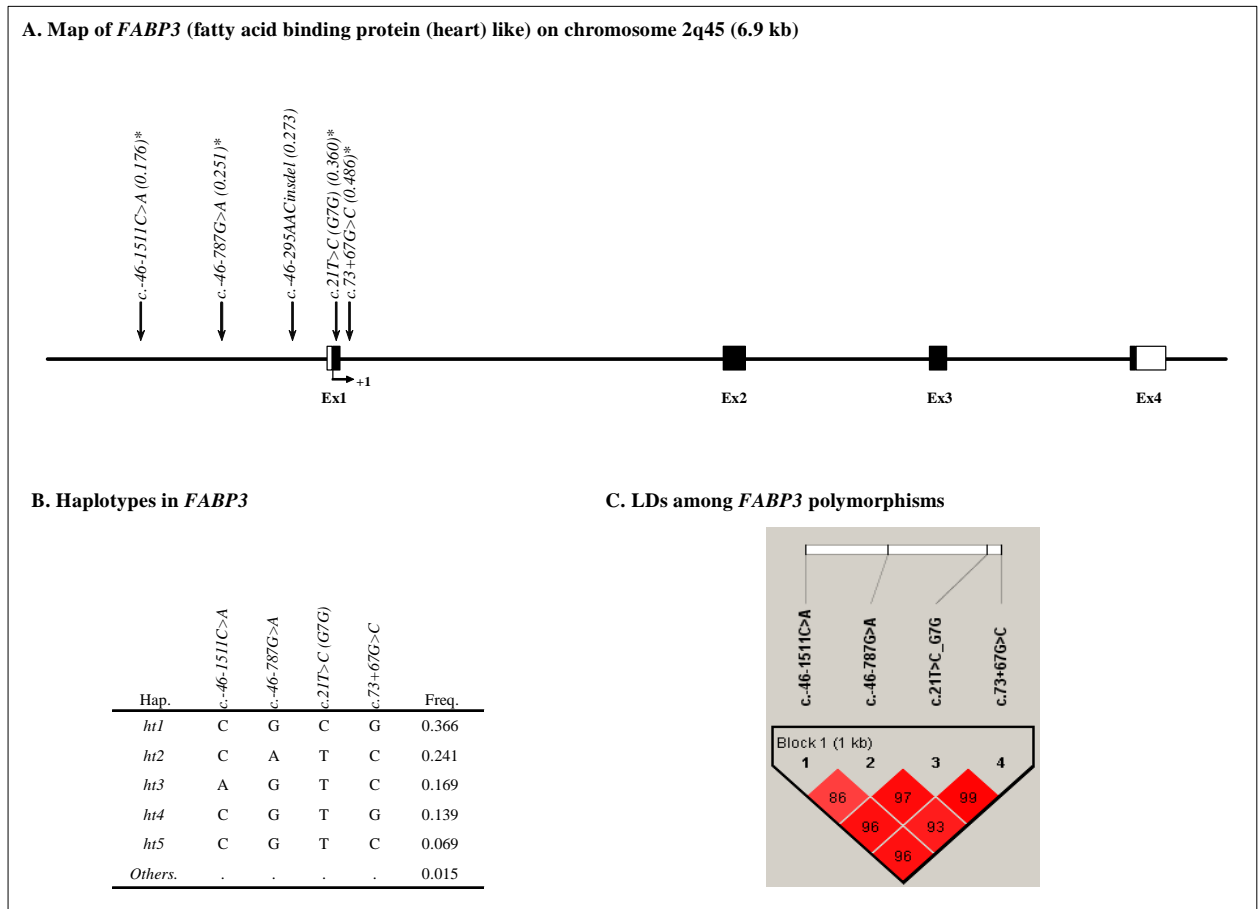 A. Map of FABP3 (fatty acid binding protein (heart) like) on chromosome 2q45 (6.9 kb)
c.-46-1511C>A (0.176)*
c.-46-787G>A (0.251)*
c.-46-295AACinsdel (0.273)
c.21T>C (G7G) (0.360)*
c.73+67G>C (0.486)*
+1
Ex1 Ex2 Ex3 Ex4
B. Haplotypes in FABP3
Hap. c.-46-1511C>A c.-46-787G>A c.21T>C (G7G) c.73+67G>C Freq.
ht1 C G C G 0.366
ht2 C A T C 0.241
ht3 A G T C 0.169
ht4 C G T G 0.139
ht5 C G T C 0.069
Others. . . . . 0.015
C. LDs among FABP3 polymorphisms
c.-46-1511C>A
c.-46-787G>A
c.21T>C_G7G
c.73+67G>C
Block 1 (1 kb)
1 2 3 4
86 97 99
96 93
96